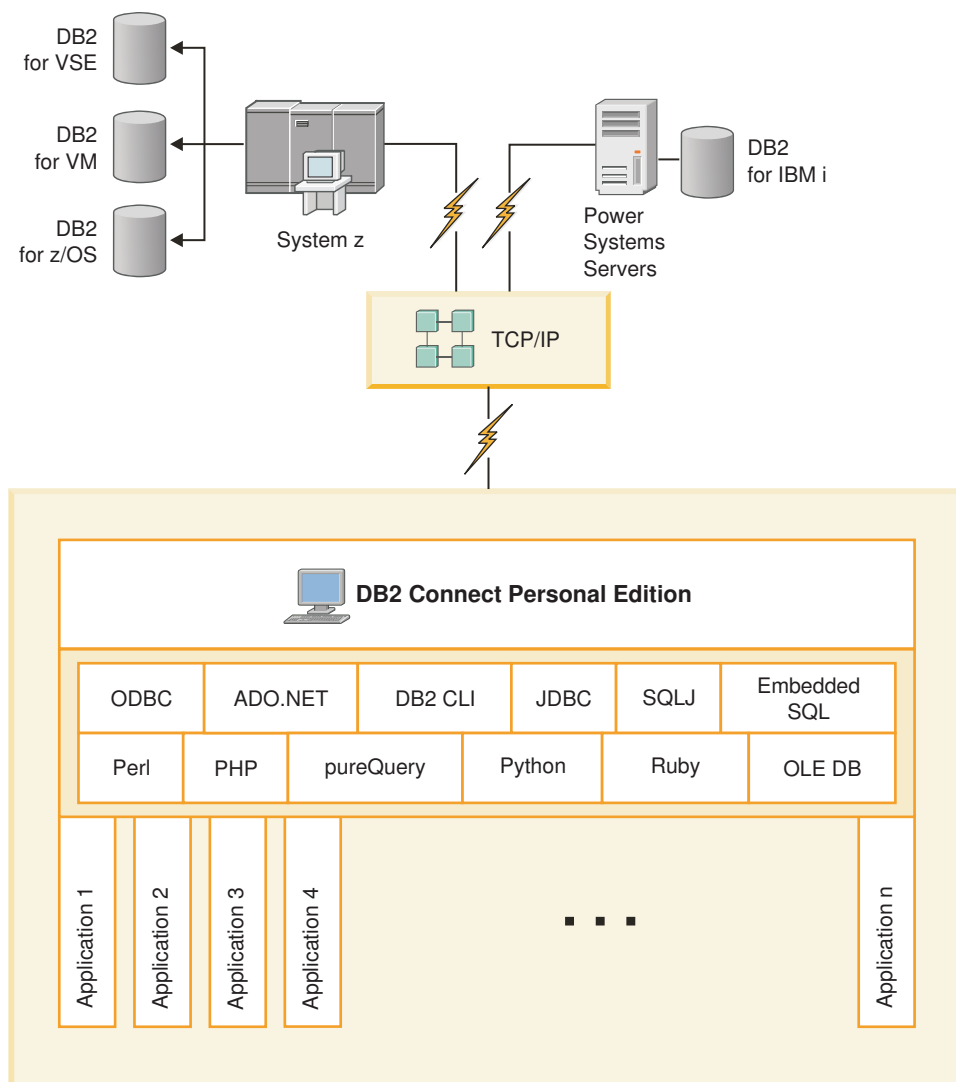 DB2
for VSE
DB2
for VM
DB2
for z/OS
System z
Power
Systems
Servers
DB2
for IBM i
TCP/IP
DB2 Connect Personal Edition
ODBC
ADO.NET
DB2 CLI
JDBC
SQLJ
Embedded
SQL
Perl
PHP
pureQuery
Python
Ruby
OLE DB
Application 1
Application 2
Application 3
Application 4
. . .
Application n